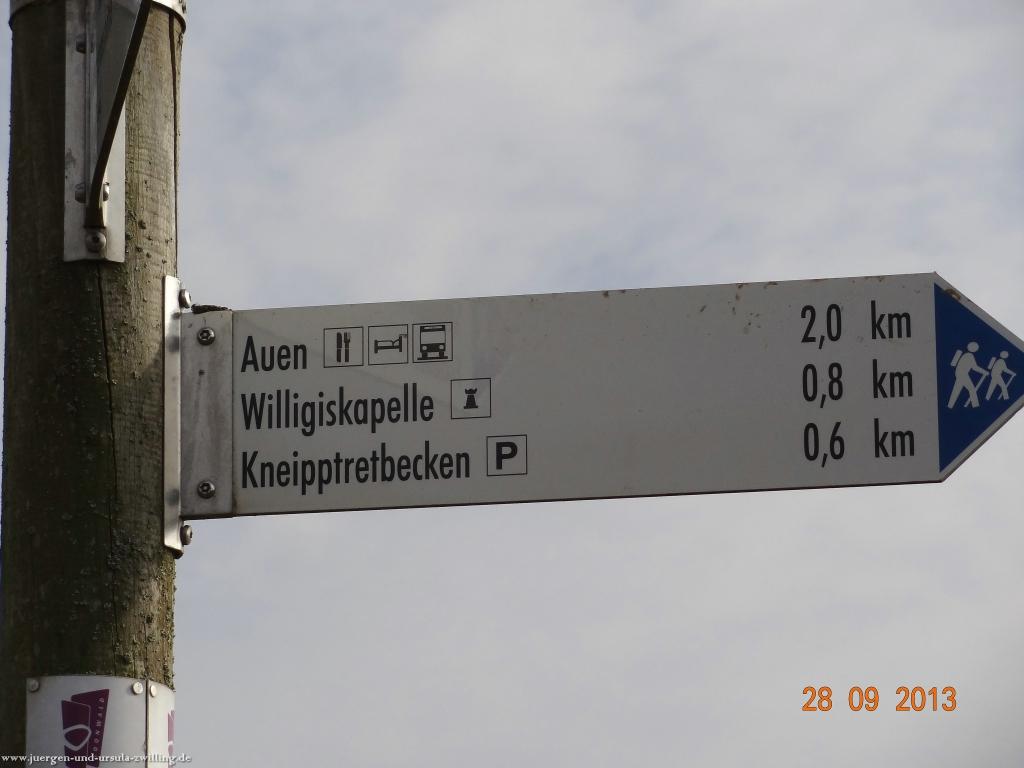 Auen 2,0 km
Willigiskapelle 0,8 km
Kneipptretbecken P 0,6 km
28 09 2013
www.juergen-und-ursula-zwilling.de